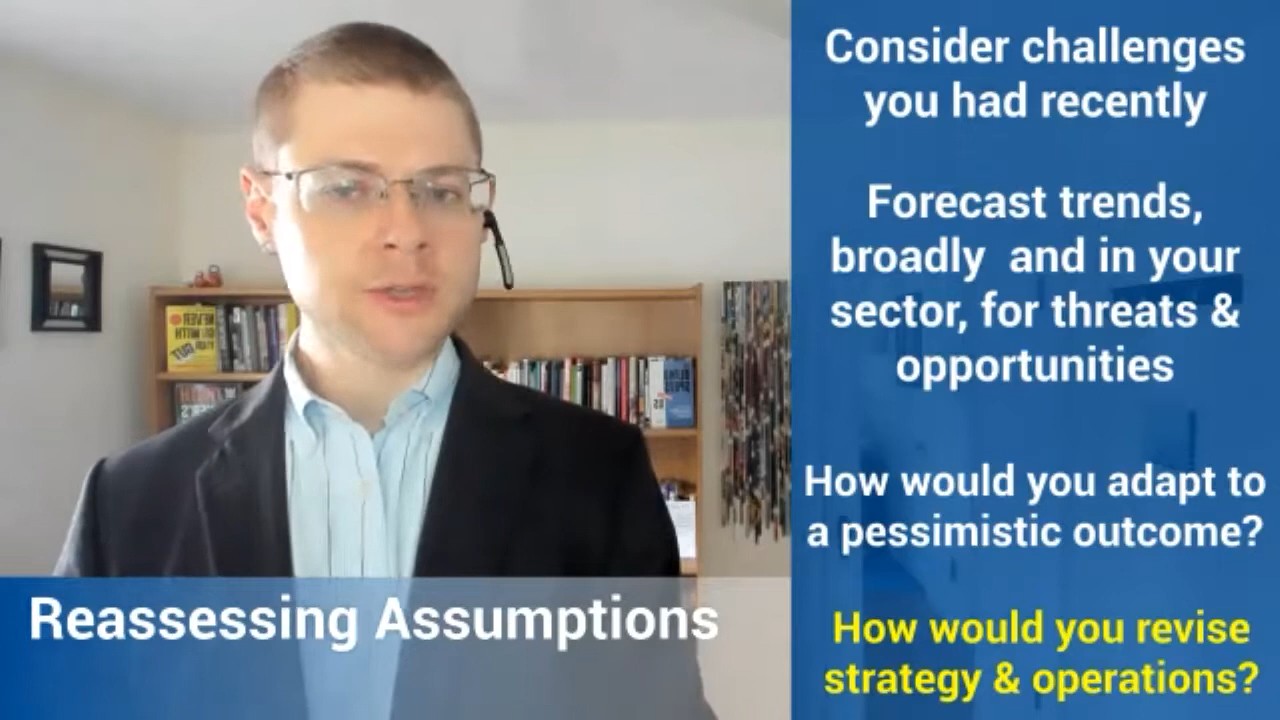 Consider challenges
you had recently
Forecast trends,
broadly and in your
sector, for threats &
opportunities
How would you adapt to
a pessimistic outcome?
How would you revise
strategy & operations?
Reassessing Assumptions